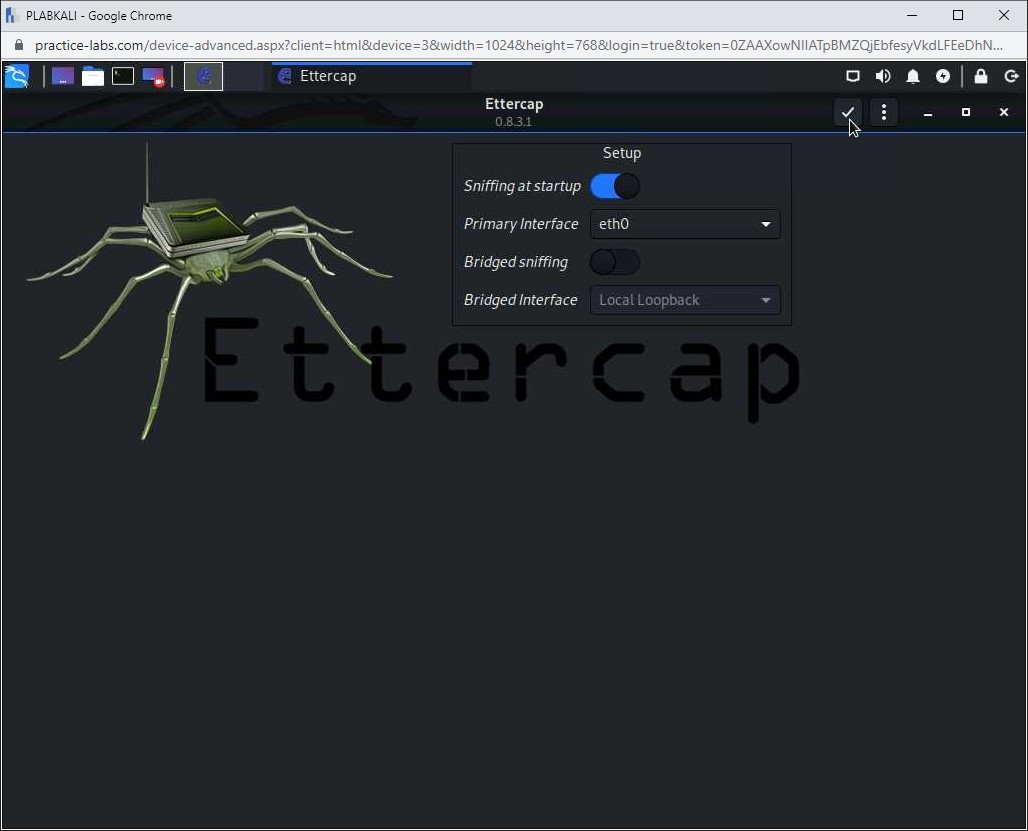 PLABKALI - Google Chrome
practice-labs.com/device-advanced.aspx?client=html&device=3&width=1024&height=768&login=true&token=0ZAAXowNIIATpBMZQjEbfesyVkdLFEeDhN...
Ettercap
Ettercap
0.8.3.1
Setup
Sniffing at startup
Primary Interface
eth0
Bridged sniffing
Bridged Interface
Local Loopback
Ettercap